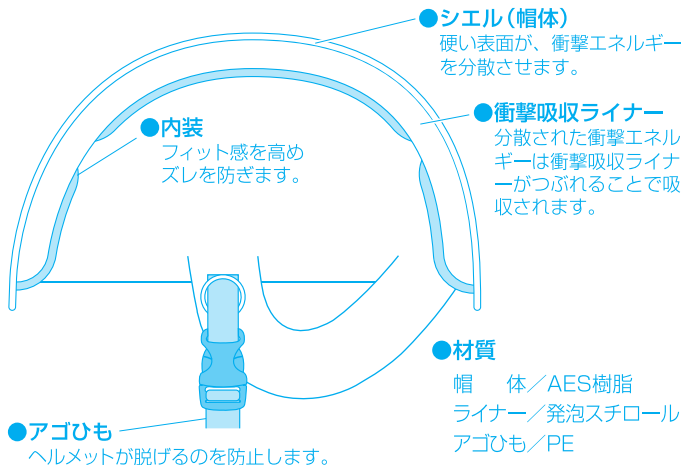 ●シエル（帽体）
硬い表面が、衝撃エネルギー
を分散させます。
●衝撃吸収ライナー
分散された衝撃エネル
ギーは衝撃吸収ライナ
ーがつぶれることで吸
収されます。
●内装
フィット感を高め
ズレを防ぎます。
●材質
帽　体／AES樹脂
ライナー／発泡スチロール
アゴひも／PE
●アゴひも
ヘルメットが脱げるのを防止します。